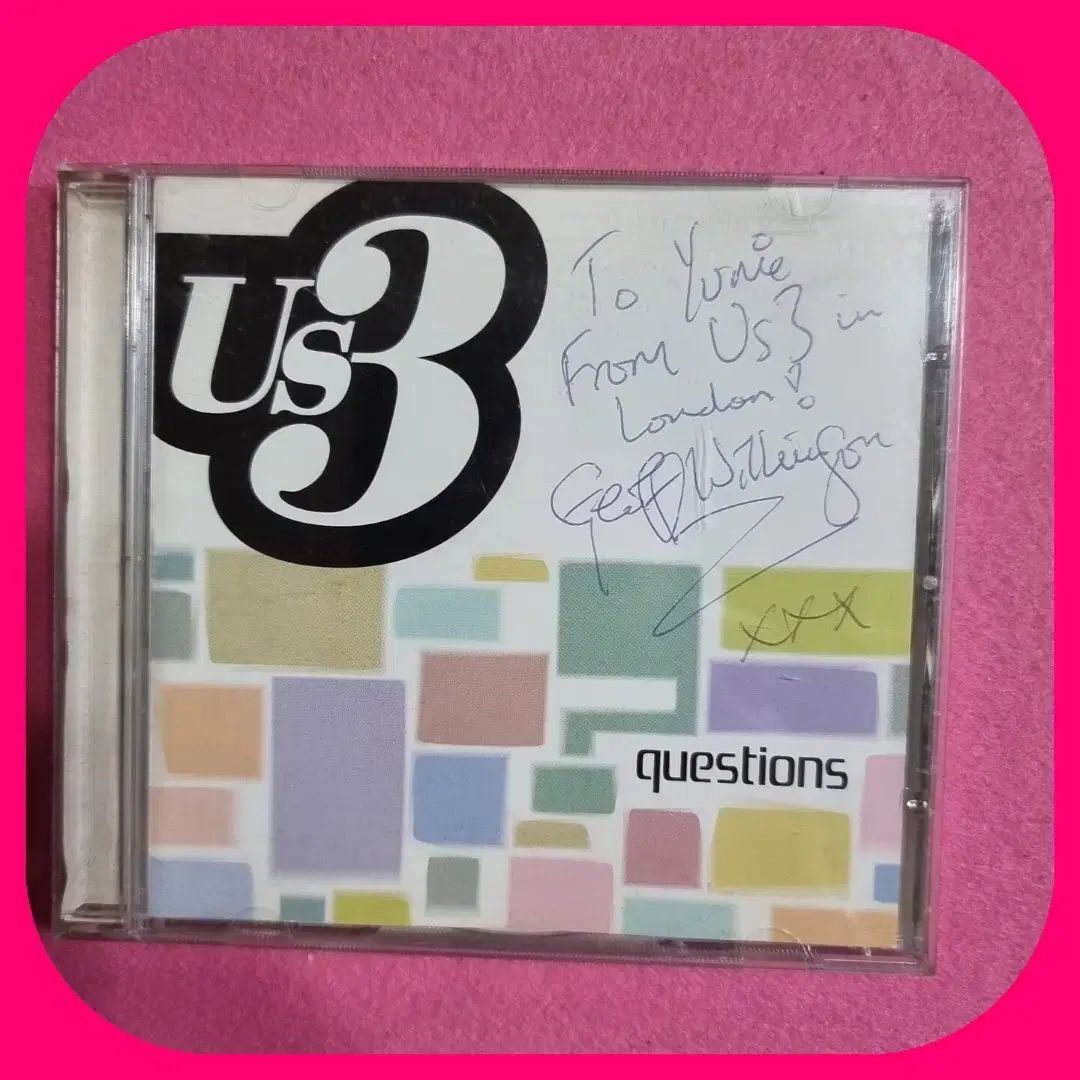 Us3
To Yunie
From Us3 in
London!
Geoff Wilkinson
xxx
questions